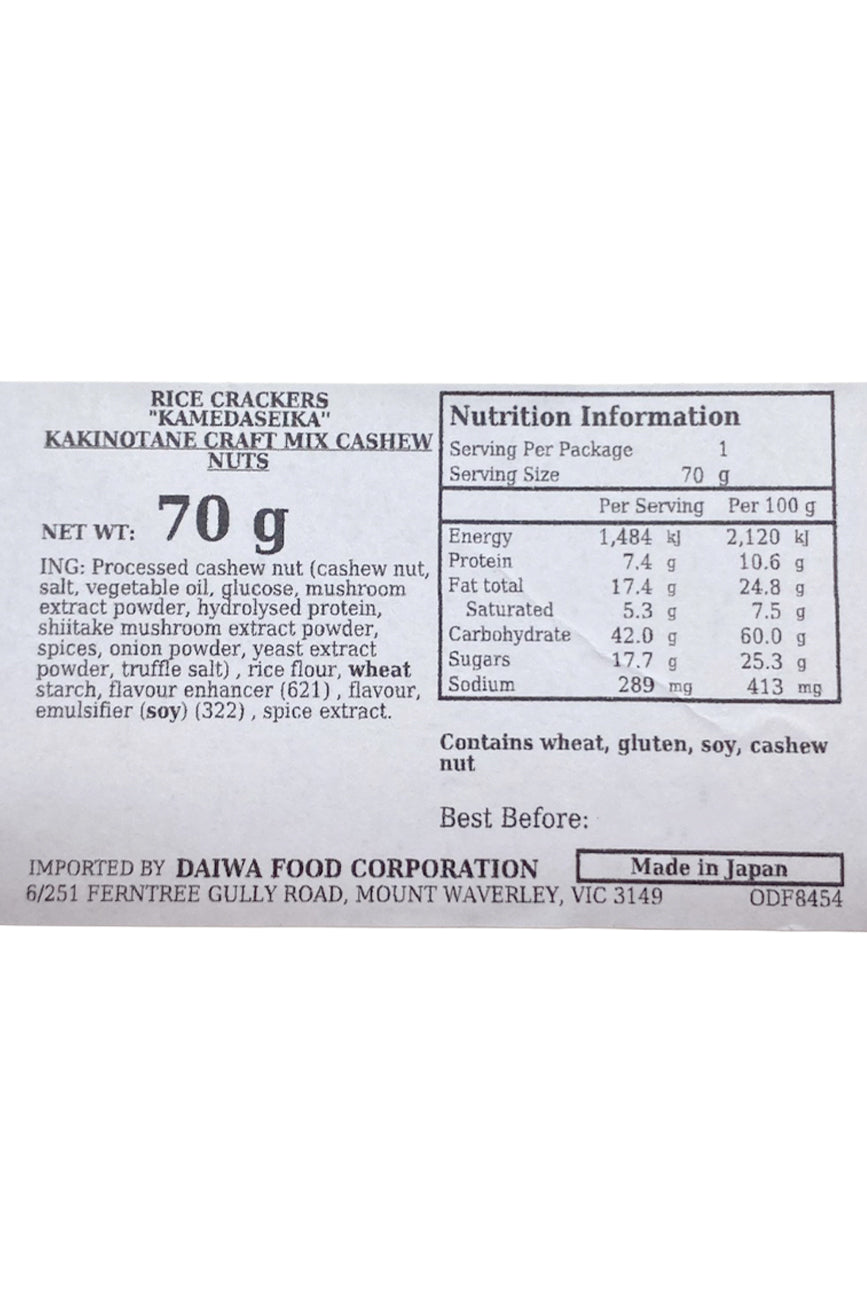 RICE CRACKERS
"KAMEDASEIKA"
KAKINOTANE CRAFT MIX CASHEW
NUTS
NET WT: 70 g
ING: Processed cashew nut (cashew nut,
salt, vegetable oil, glucose, mushroom
extract powder, hydrolysed protein,
shiitake mushroom extract powder,
spices, onion powder, yeast extract
powder, truffle salt) , rice flour, wheat
starch, flavour enhancer (621) , flavour,
emulsifier (soy) (322) , spice extract.
Nutrition Information
Serving Per Package 1
Serving Size 70 g
Per Serving Per 100 g
Energy 1,484 kJ 2,120 kJ
Protein 7.4 g 10.6 g
Fat total 17.4 g 24.8 g
Saturated 5.3 g 7.5 g
Carbohydrate 42.0 g 60.0 g
Sugars 17.7 g 25.3 g
Sodium 289 mg 413 mg
Contains wheat, gluten, soy, cashew
nut
Best Before:
IMPORTED BY DAIWA FOOD CORPORATION Made in Japan
6/251 FERNTREE GULLY ROAD, MOUNT WAVERLEY, VIC 3149 ODF8454